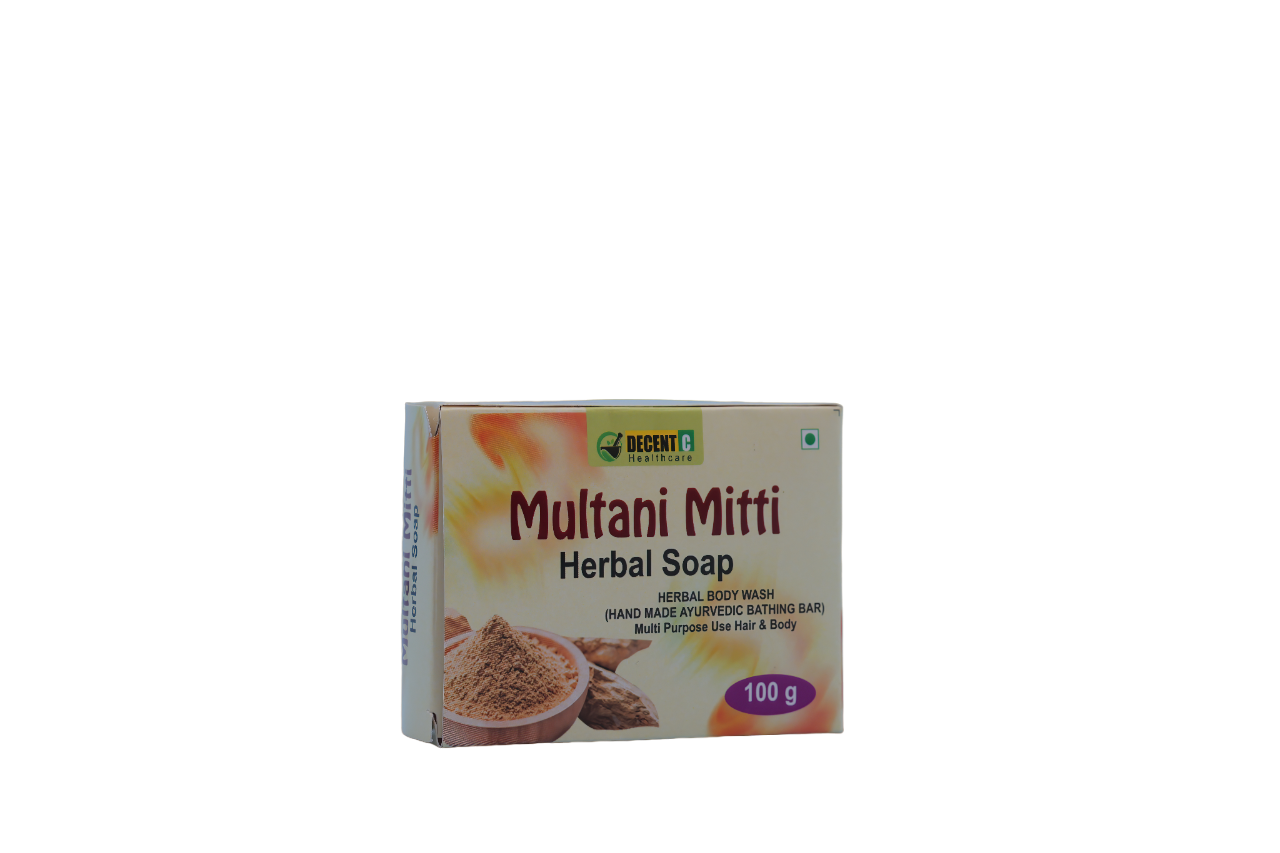 DECENT C
Healthcare
Multani Mitti
Herbal Soap
HERBAL BODY WASH
(HAND MADE AYURVEDIC BATHING BAR)
Multi Purpose Use Hair & Body
100 g
Multani Mitti
Herbal Soap